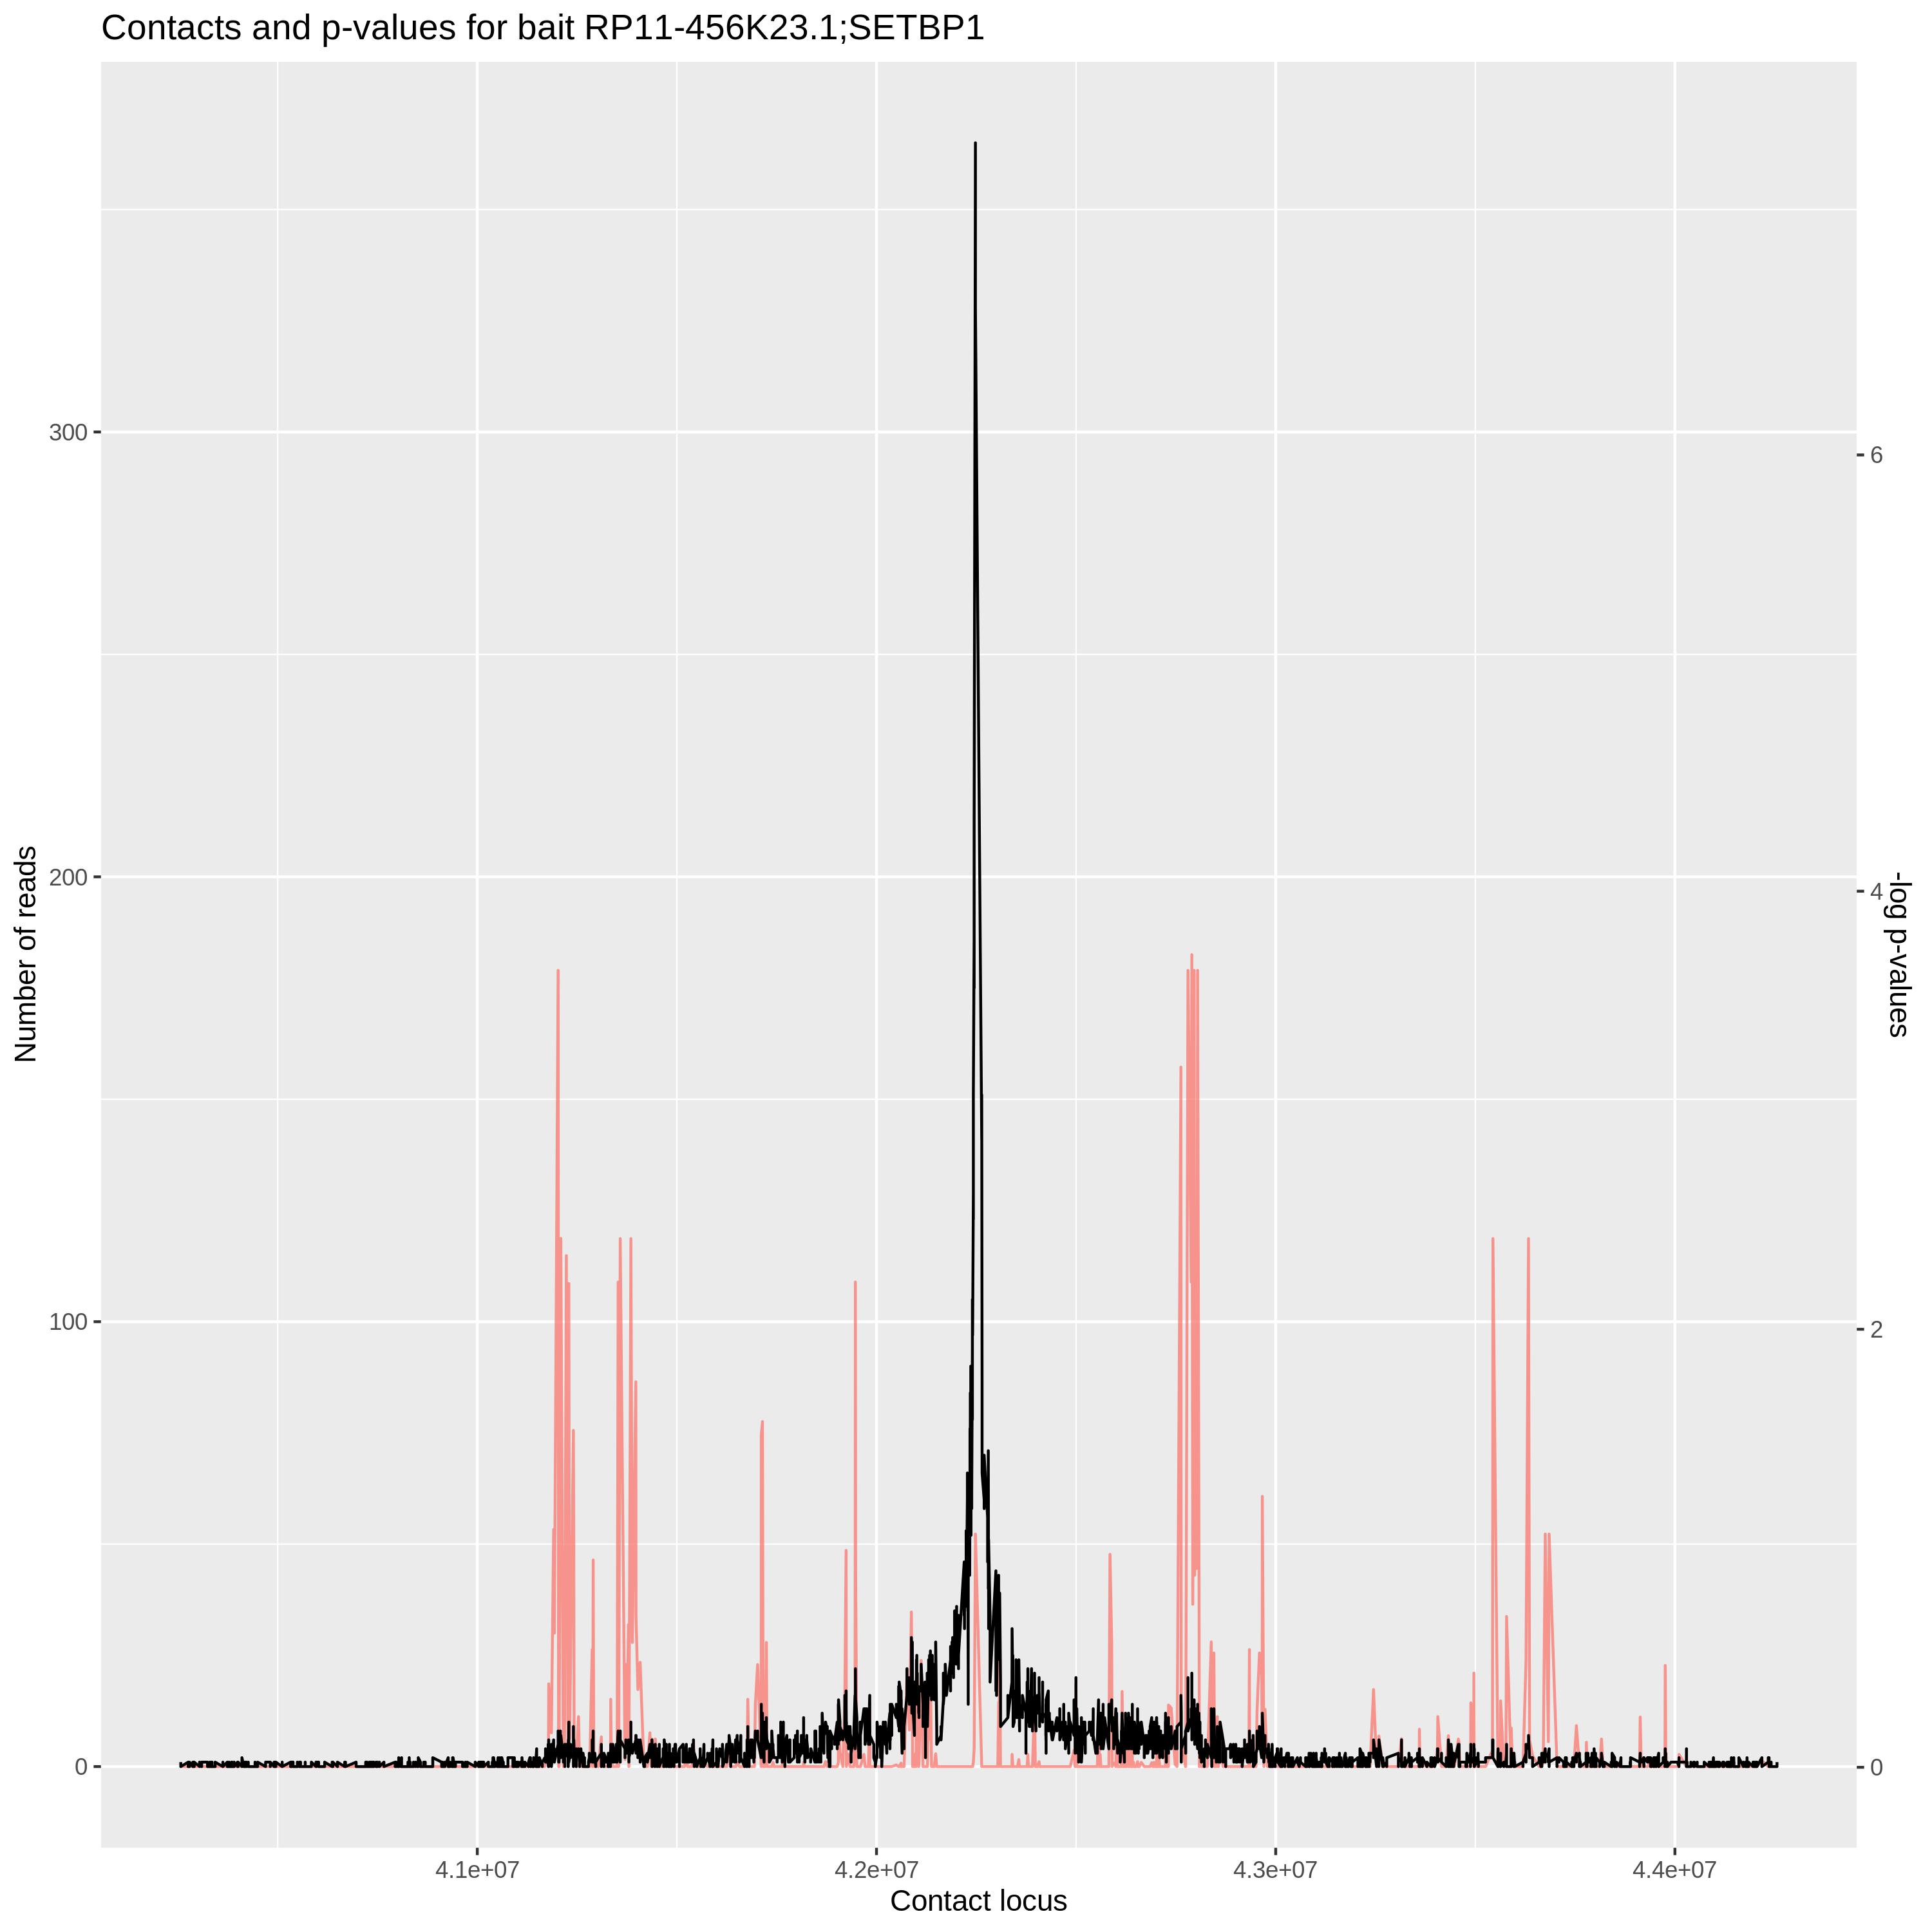 Contacts and p-values for bait RP11-456K23.1;SETBP1
Number of reads
300
200
100
0
6
4
2
0
-log p-values
4.1e+07 4.2e+07 4.3e+07 4.4e+07
Contact locus